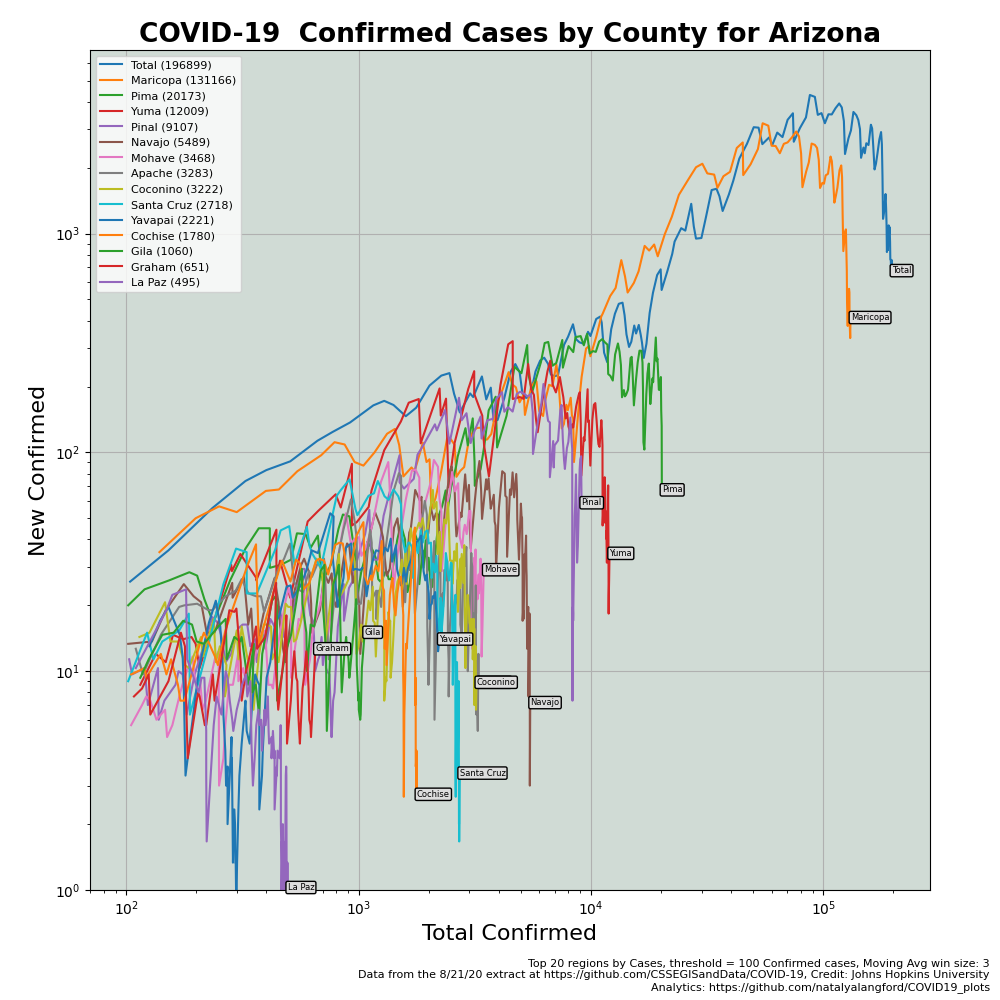 COVID-19  Confirmed Cases by County for Arizona
Total (196899)
Maricopa (131166)
Pima (20173)
Yuma (12009)
Pinal (9107)
Navajo (5489)
Mohave (3468)
Apache (3283)
Coconino (3222)
Santa Cruz (2718)
Yavapai (2221)
Cochise (1780)
Gila (1060)
Graham (651)
La Paz (495)
New Confirmed
10³
10²
10¹
10⁰
Total
Maricopa
Pima
Pinal
Yuma
Mohave
Gila
Yavapai
Graham
Coconino
Navajo
Santa Cruz
Cochise
La Paz
10² 10³ 10⁴ 10⁵
Total Confirmed
Top 20 regions by Cases, threshold = 100 Confirmed cases, Moving Avg win size: 3
Data from the 8/21/20 extract at https://github.com/CSSEGISandData/COVID-19, Credit: Johns Hopkins University
Analytics: https://github.com/natalyalangford/COVID19_plots